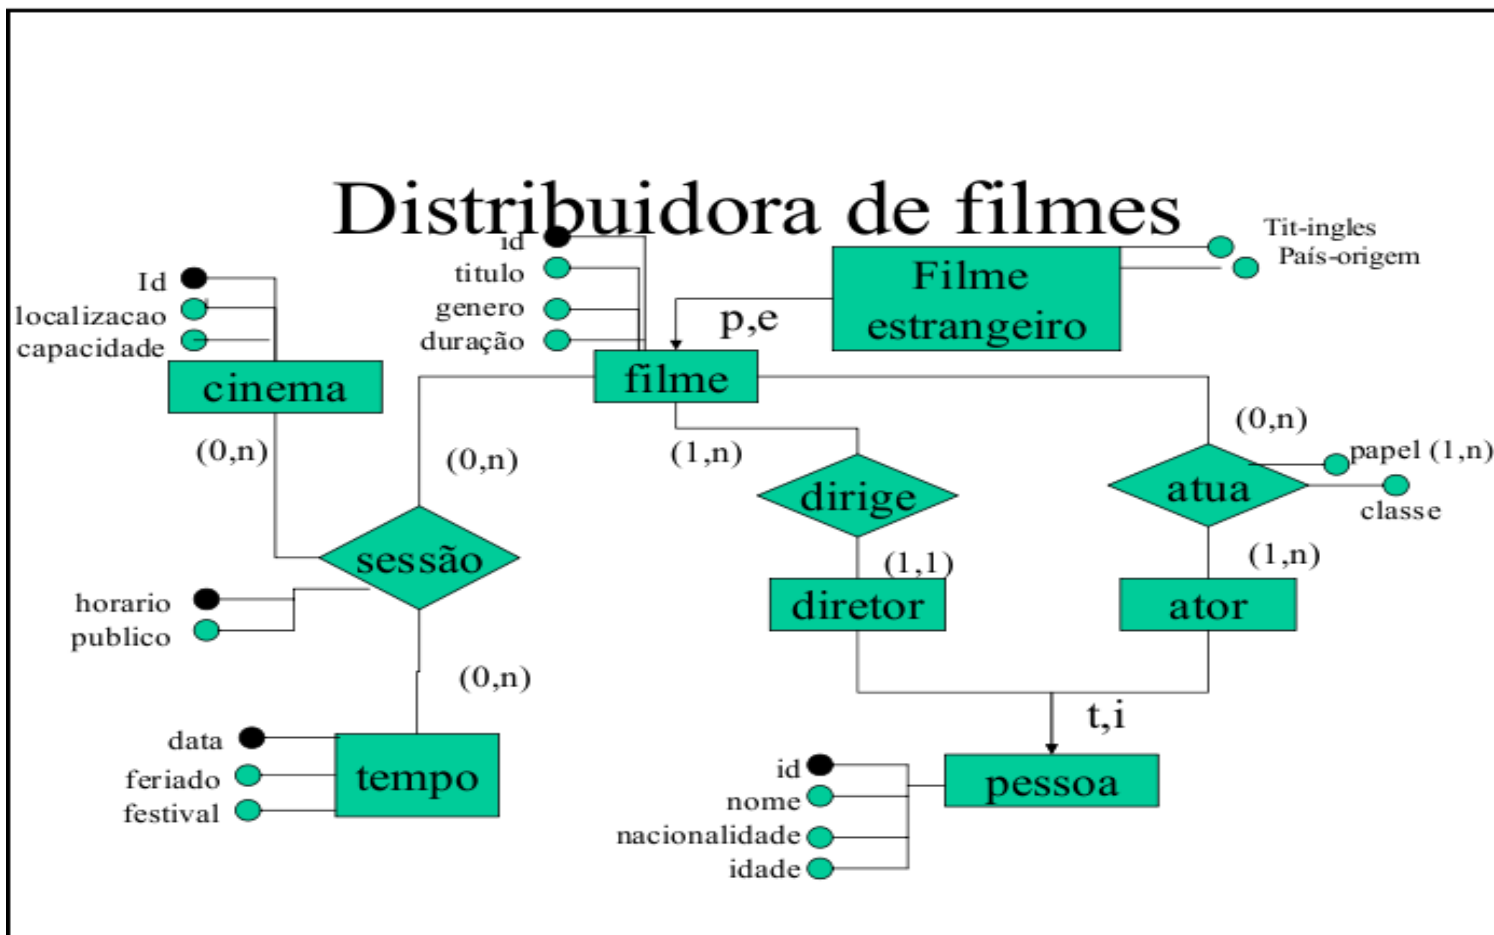 Distribuidora de filmes
id
titulo
genero
duração
Id
localizacao
capacidade
cinema
Tit-ingles
País-origem
Filme
estrangeiro
p,e
filme
(0,n)
(0,n)
(1,n)
(0,n)
papel (1,n)
classe
dirige
atua
sessão
(1,1)
(1,n)
horario
publico
diretor
ator
(0,n)
t,i
data
feriado
festival
tempo
id
nome
nacionalidade
idade
pessoa